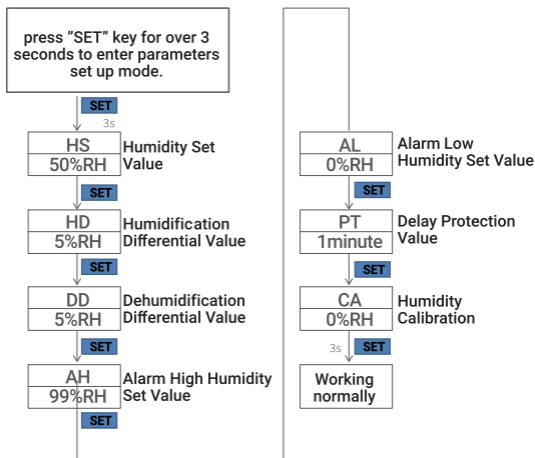 press ”SET” key for over 3
seconds to enter parameters
set up mode.
SET
3s
HS
50%RH
Humidity Set
Value
SET
HD
5%RH
Humidification
Differential Value
SET
DD
5%RH
Dehumidification
Differential Value
SET
AH
99%RH
Alarm High Humidity
Set Value
SET
AL
0%RH
Alarm Low
Humidity Set Value
SET
PT
1minute
Delay Protection
Value
SET
CA
0%RH
Humidity
Calibration
3s
SET
Working
normally